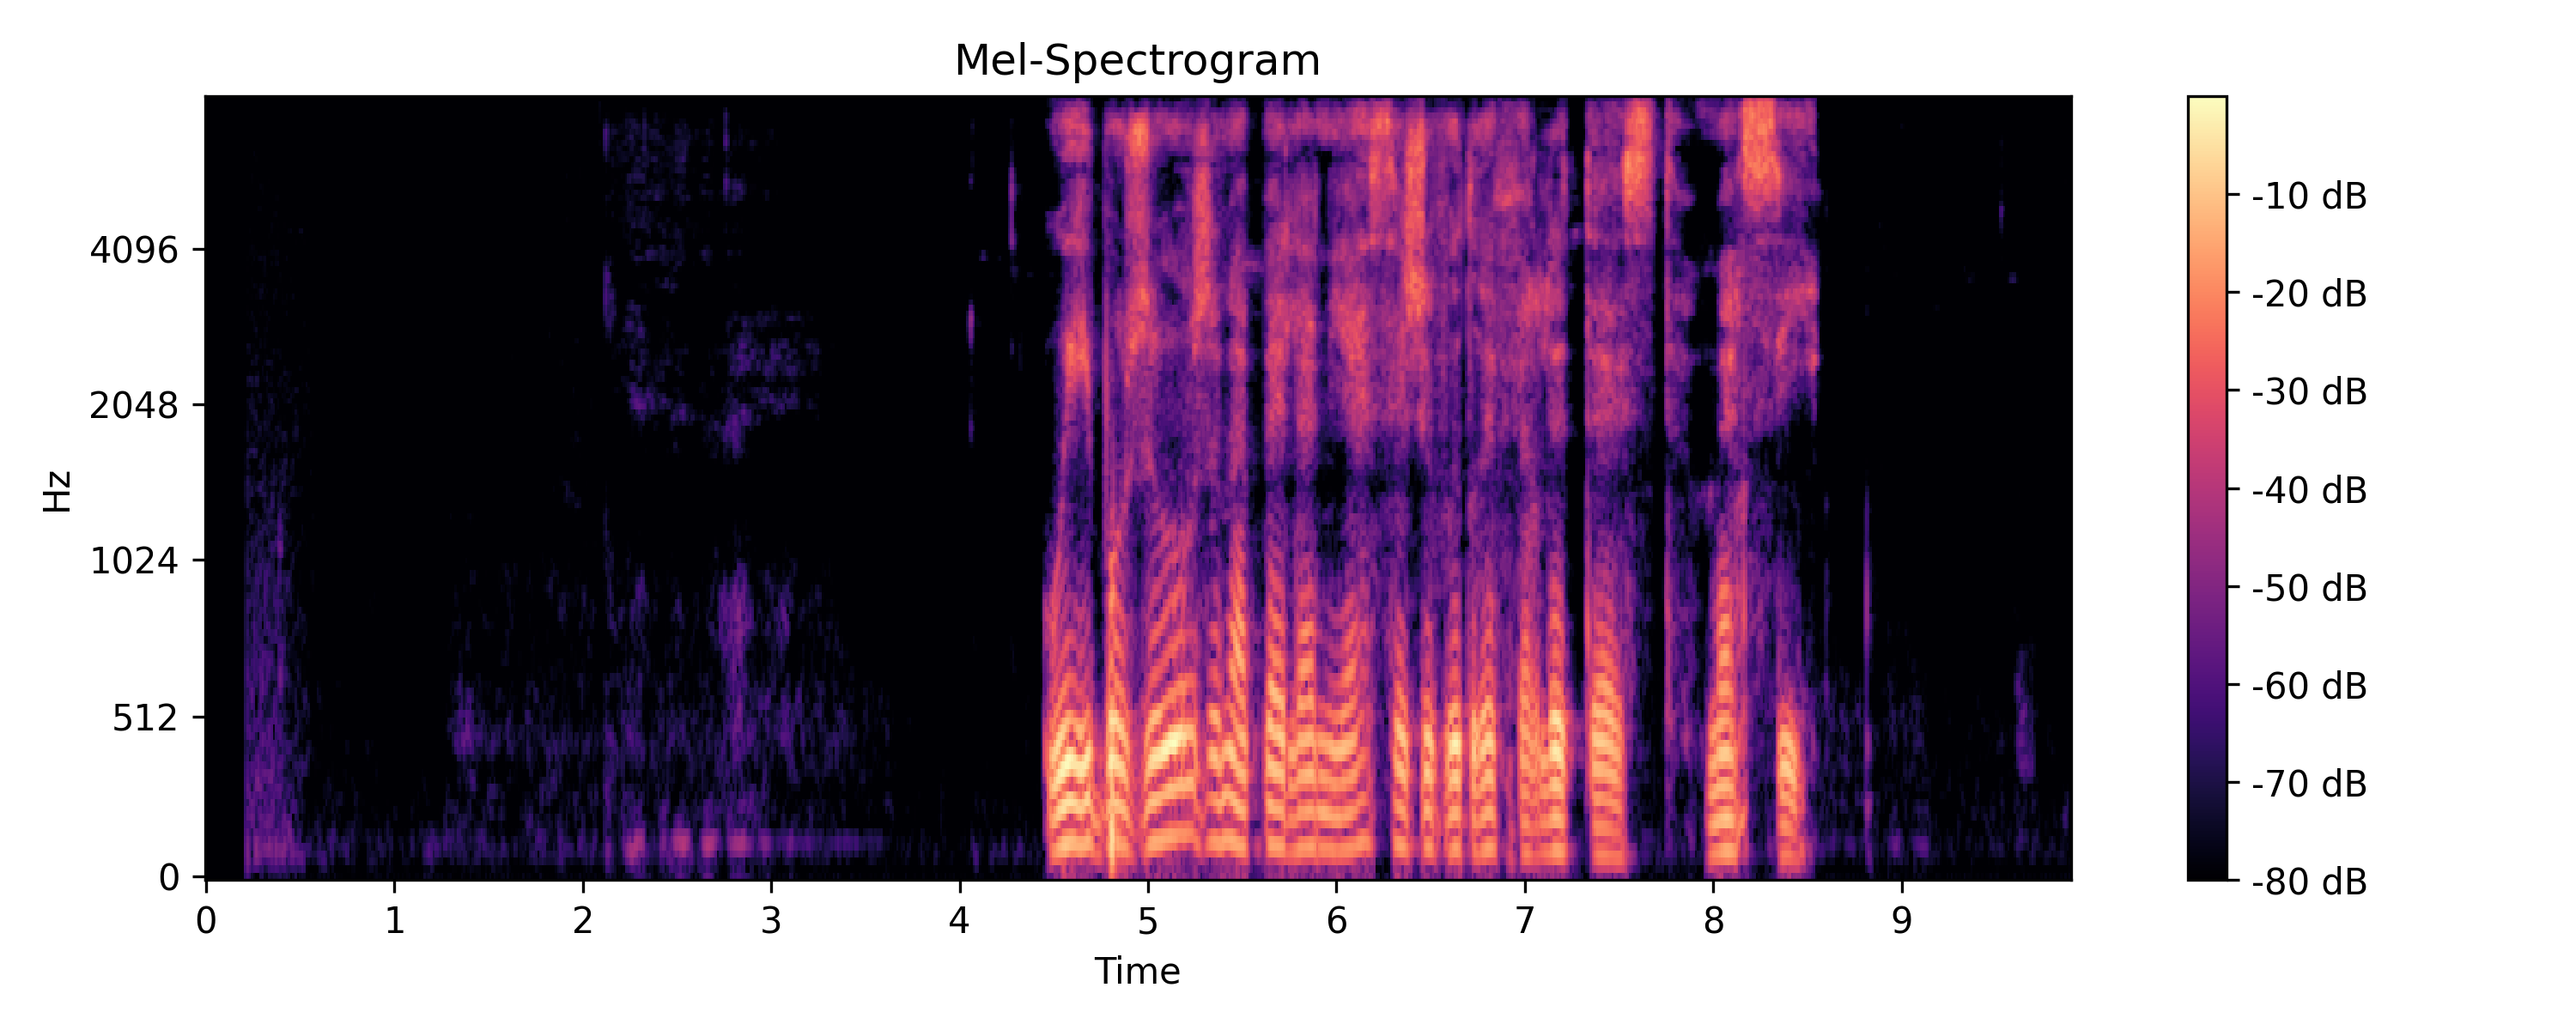 Mel-Spectrogram
Hz
4096
2048
1024
512
0
0 1 2 3 4 5 6 7 8 9
Time
-10 dB
-20 dB
-30 dB
-40 dB
-50 dB
-60 dB
-70 dB
-80 dB